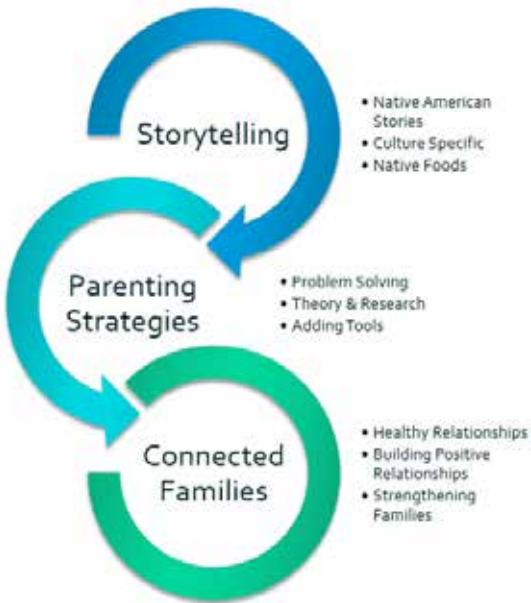 Storytelling
• Native American
Stories
• Culture Specific
• Native Foods
Parenting
Strategies
• Problem Solving
• Theory & Research
• Adding Tools
Connected
Families
• Healthy Relationships
• Building Positive
Relationships
• Strengthening
Families